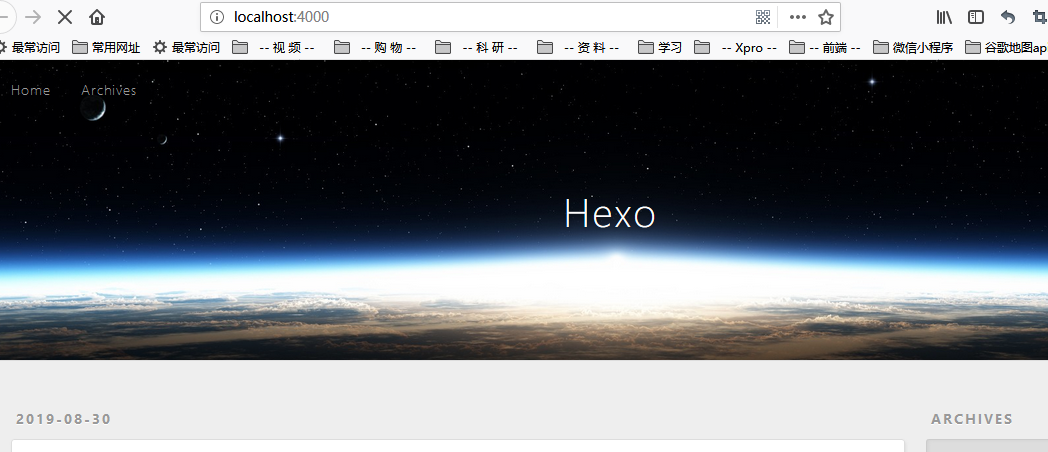 localhost:4000
最常访问 常用网址 最常访问 -- 视 频 -- -- 购 物 -- -- 科 研 -- -- 资 料 -- 学习 -- Xpro -- -- 前端 -- 微信小程序 谷歌地图ap
Home Archives
Hexo
2019-08-30 ARCHIVES